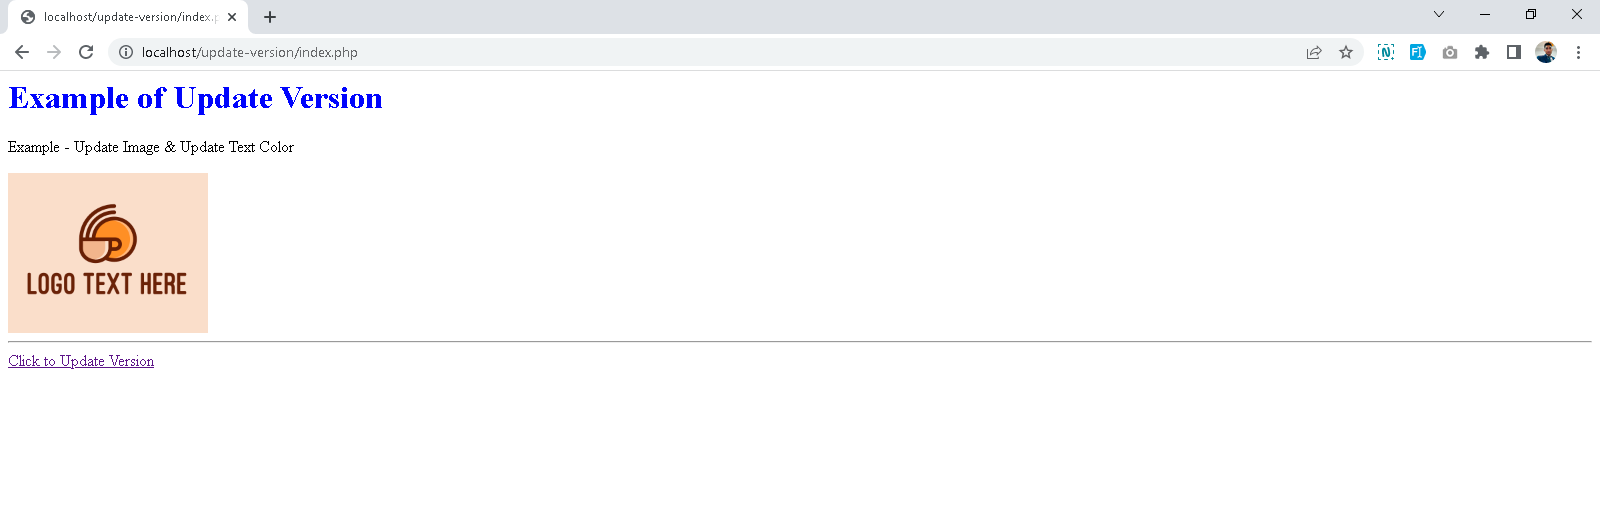 localhost/update-version/index.p
localhost/update-version/index.php
Example of Update Version
Example - Update Image & Update Text Color
LOGO TEXT HERE
Click to Update Version